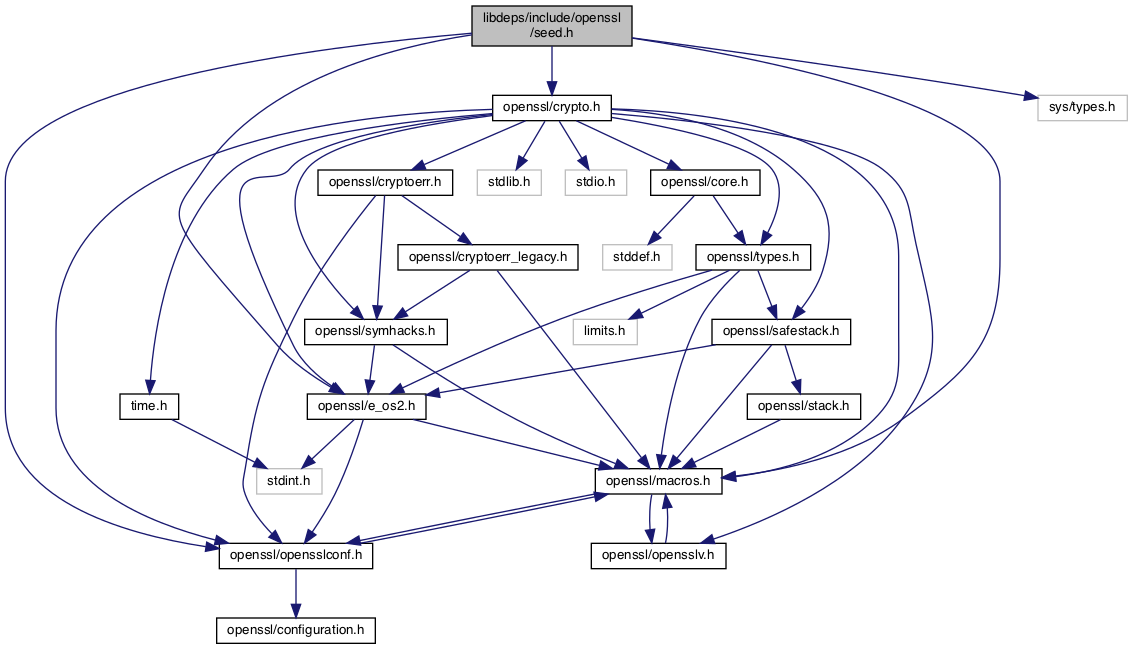 libdeps/include/openssl
/seed.h
openssl/crypto.h
sys/types.h
openssl/cryptoerr.h
stdlib.h
stdio.h
openssl/core.h
openssl/cryptoerr_legacy.h
stddef.h
openssl/types.h
openssl/symhacks.h
limits.h
openssl/safestack.h
time.h
openssl/e_os2.h
openssl/stack.h
stdint.h
openssl/macros.h
openssl/opensslconf.h
openssl/opensslv.h
openssl/configuration.h